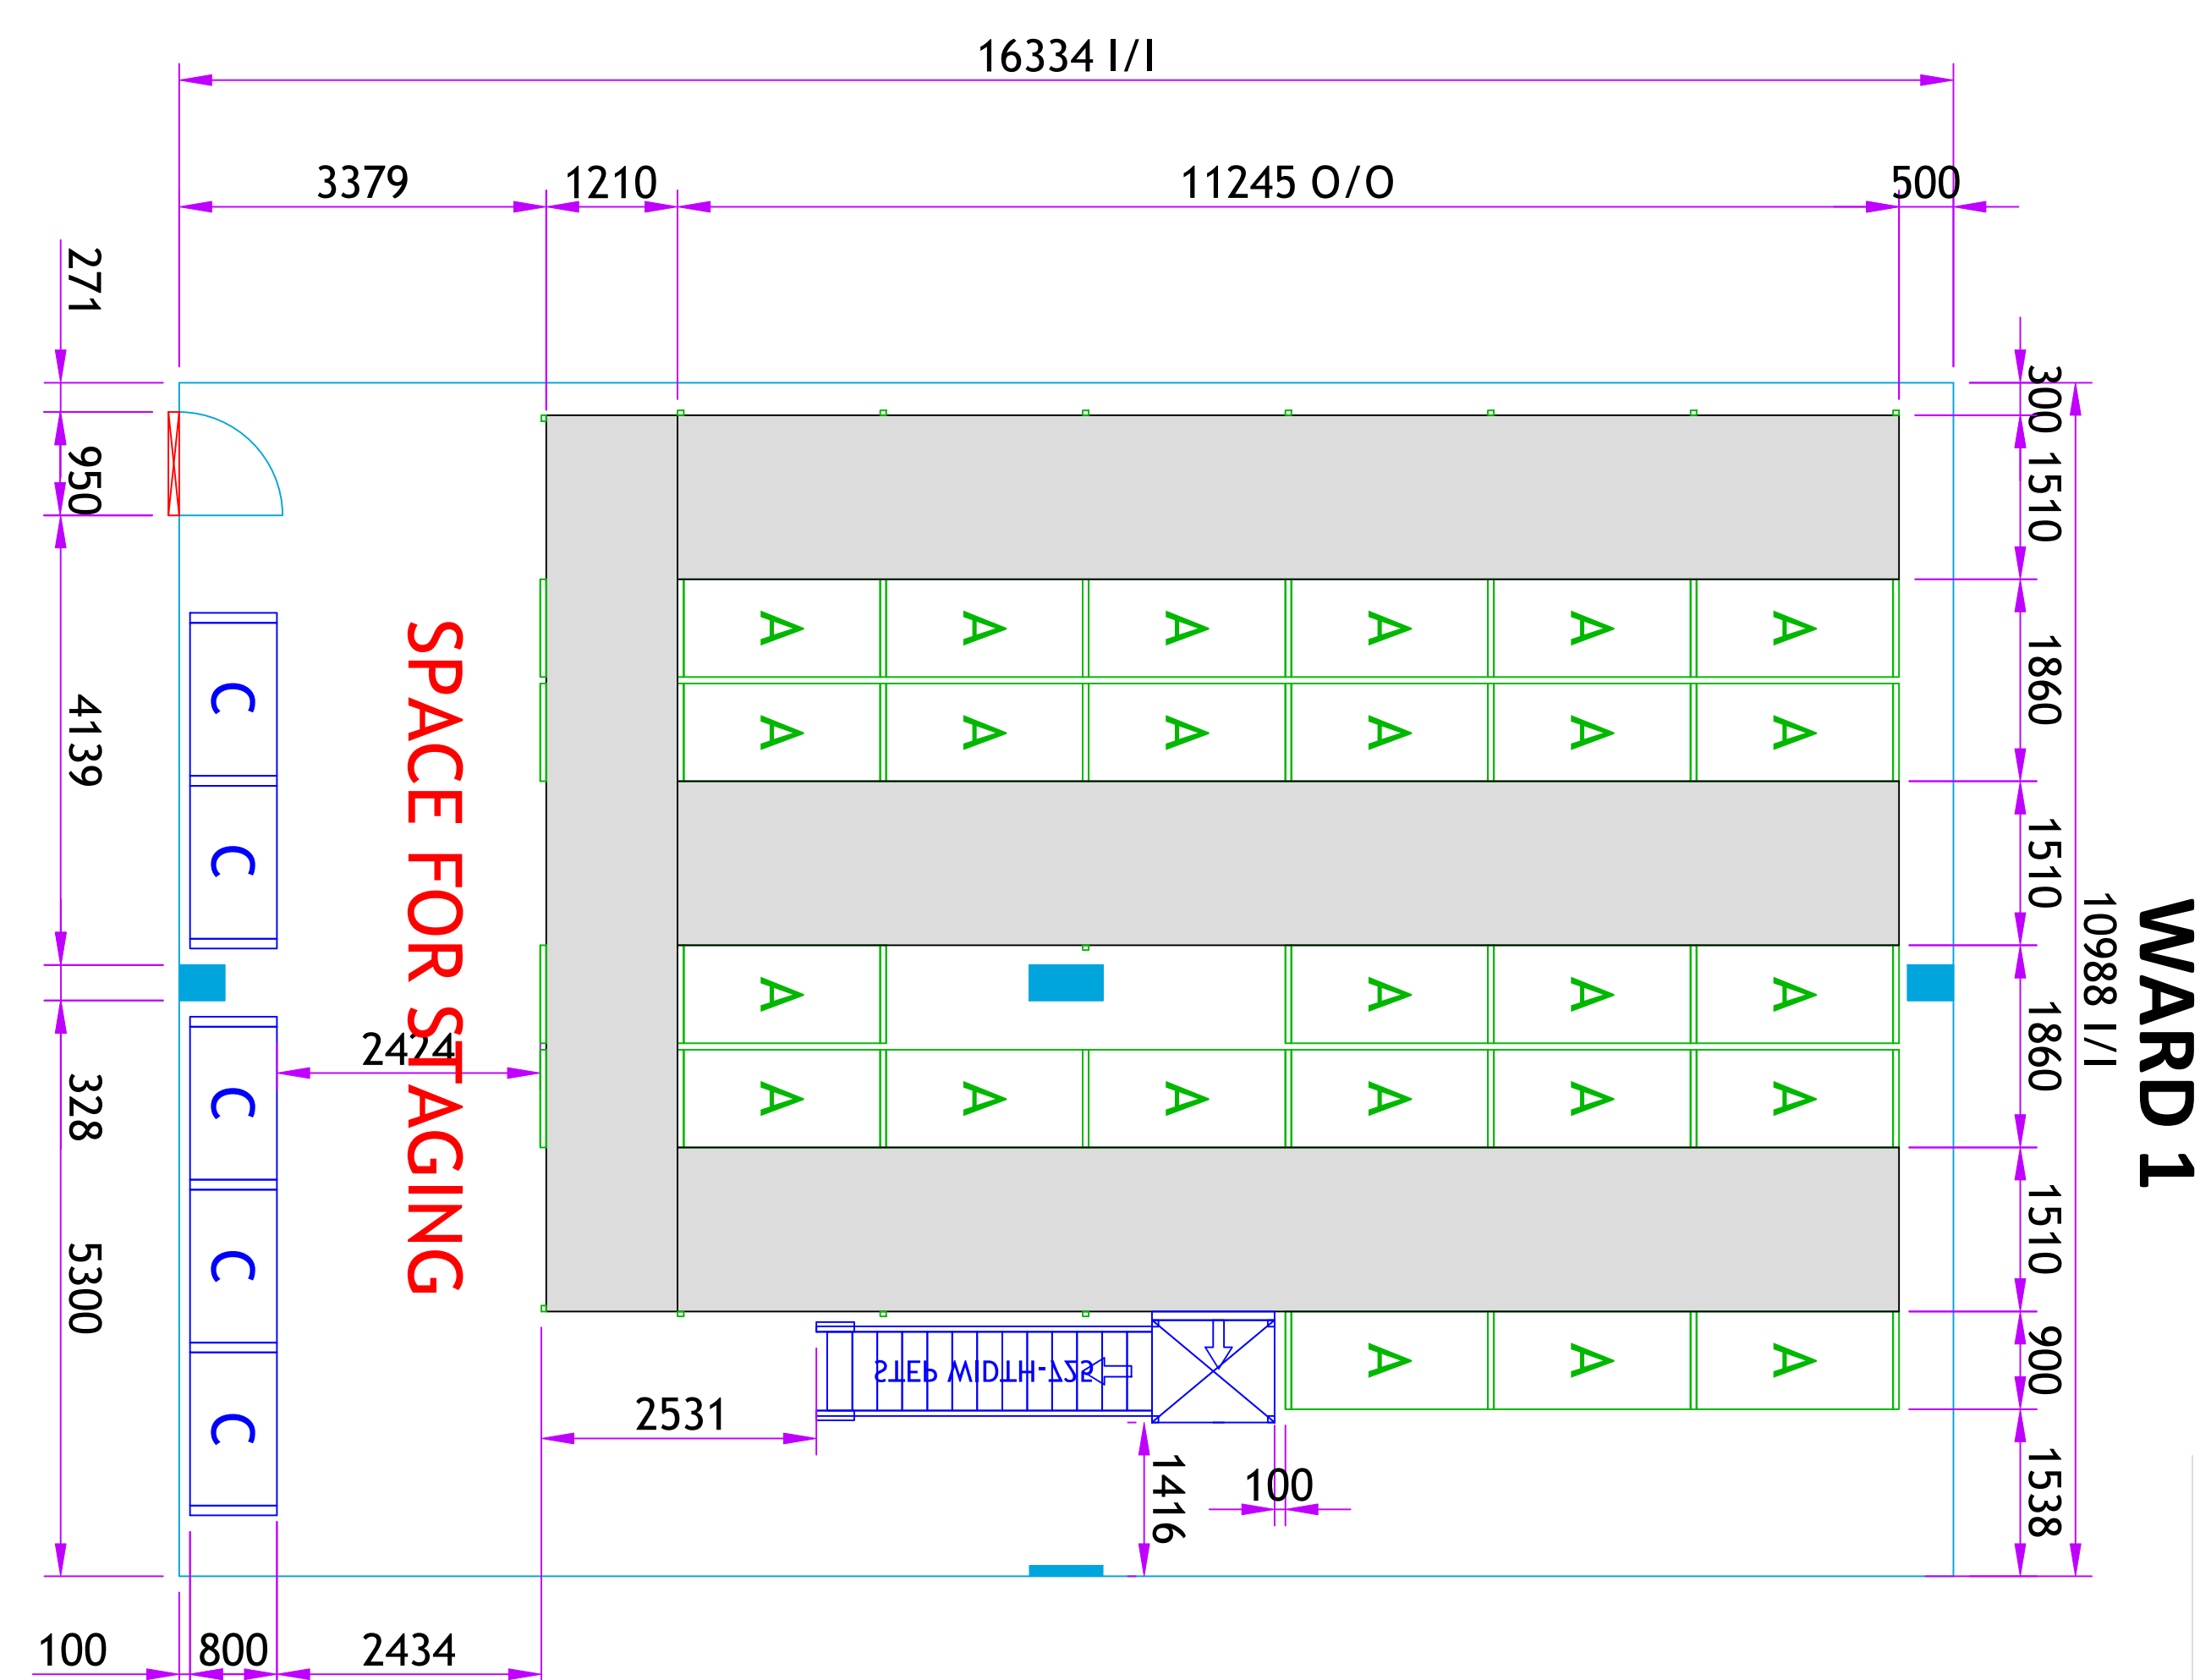 16334 I/I
3379
1210
11245 O/O
500
271
950
4139
328
5300
300
1510
1860
1510
1860
1510
900
1538
10988 I/I
WARD 1
SPACE FOR STAGING
A A A A A A
A A A A A A
A A A A
A A A A A A
A A A
C
C
C
C
C
2424
STEP WIDTH-725
2531
1416
100
100
800
2434